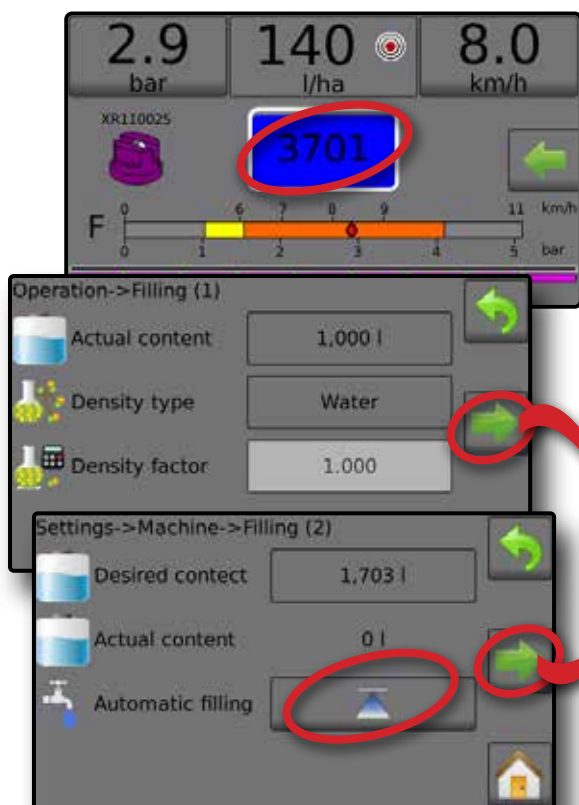 2.9 140 8.0
bar l/ha km/h
XR110025
3701
0 6 7 8 9 11 km/h
F
0 1 2 3 4 5 bar
Operation->Filling (1)
Actual content 1,000 l
Density type Water
Density factor 1.000
Settings->Machine->Filling (2)
Desired contect 1,703 l
Actual content 0 l
Automatic filling